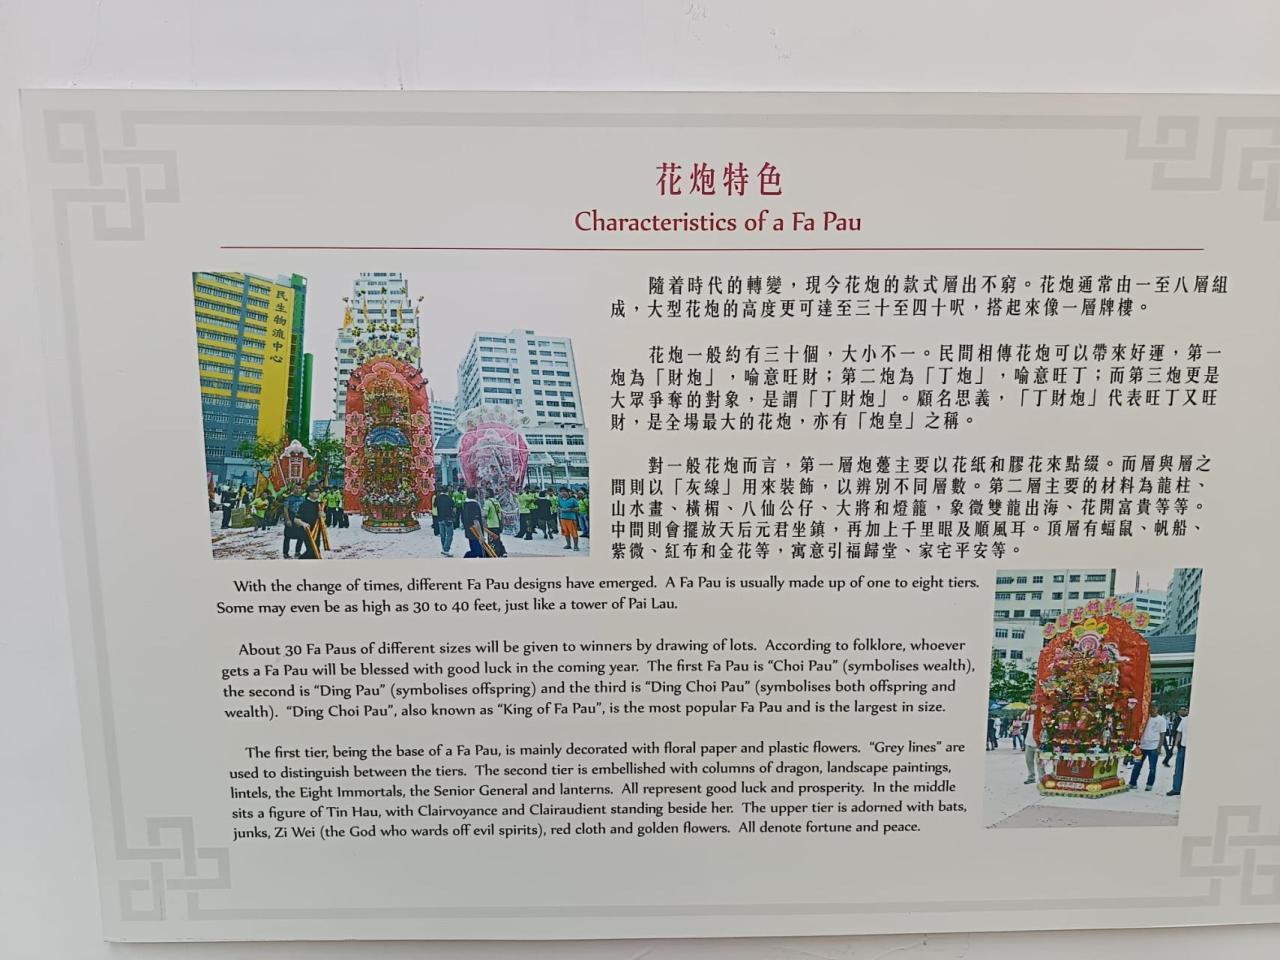 花炮特色
Characteristics of a Fa Pau
民生物流中心
隨着時代的轉變，現今花炮的款式層出不窮。花炮通常由一至八層組
成，大型花炮的高度更可達至三十至四十呎，搭起來像一層牌樓。
花炮一般約有三十個，大小不一。民間相傳花炮可以帶來好運，第一
炮為「財炮」，喻意旺財；第二炮為「丁炮」，喻意旺丁；而第三炮更是
大眾爭奪的對象，是謂「丁財炮」。顧名思義，「丁財炮」代表旺丁又旺
財，是全場最大的花炮，亦有「炮皇」之稱。
對一般花炮而言，第一層炮躉主要以花紙和膠花來點綴。而層與層之
間則以「灰線」用來裝飾，以辨別不同層數。第二層主要的材料為龍柱、
山水畫、橫楣、八仙公仔、大將和燈籠，象徵雙龍出海、花開富貴等等。
中間則會擺放天后元君坐鎮，再加上千里眼及順風耳。頂層有蝠鼠、帆船、
紫微、紅布和金花等，寓意引福歸堂、家宅平安等。
With the change of times, different Fa Pau designs have emerged. A Fa Pau is usually made up of one to eight tiers.
Some may even be as high as 30 to 40 feet, just like a tower of Pai Lau.
About 30 Fa Paus of different sizes will be given to winners by drawing of lots. According to folklore, whoever
gets a Fa Pau will be blessed with good luck in the coming year. The first Fa Pau is “Choi Pau” (symbolises wealth),
the second is “Ding Pau” (symbolises offspring) and the third is “Ding Choi Pau” (symbolises both offspring and
wealth). “Ding Choi Pau”, also known as “King of Fa Pau”, is the most popular Fa Pau and is the largest in size.
The first tier, being the base of a Fa Pau, is mainly decorated with floral paper and plastic flowers. “Grey lines” are
used to distinguish between the tiers. The second tier is embellished with columns of dragon, landscape paintings,
lintels, the Eight Immortals, the Senior General and lanterns. All represent good luck and prosperity. In the middle
sits a figure of Tin Hau, with Clairvoyance and Clairaudient standing beside her. The upper tier is adorned with bats,
junks, Zi Wei (the God who wards off evil spirits), red cloth and golden flowers. All denote fortune and peace.